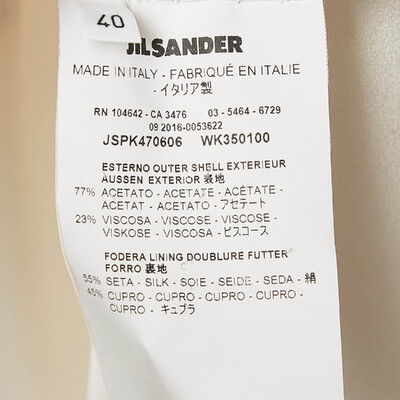 40
JILSANDER
MADE IN ITALY - FABRIQUÉ EN ITALIE
- イタリア製
RN 104642 - CA 3476 03 - 5464 - 6729
09 2016-0053622
JSPK470606 WK350100
ESTERNO OUTER SHELL EXTERIEUR
AUSSEN EXTERIOR 表地
77% ACETATO - ACETATE - ACÉTATE -
ACETAT - ACETATO - アセテート
23% VISCOSA - VISCOSE - VISCOSE -
VISKOSE - VISCOSA - ビスコース
FODERA LINING DOUBLURE FUTTER
FORRO 裏地
55% SETA - SILK - SOIE - SEIDE - SEDA - 絹
45% CUPRO - CUPRO - CUPRO - CUPRO -
CUPRO - キュプラ